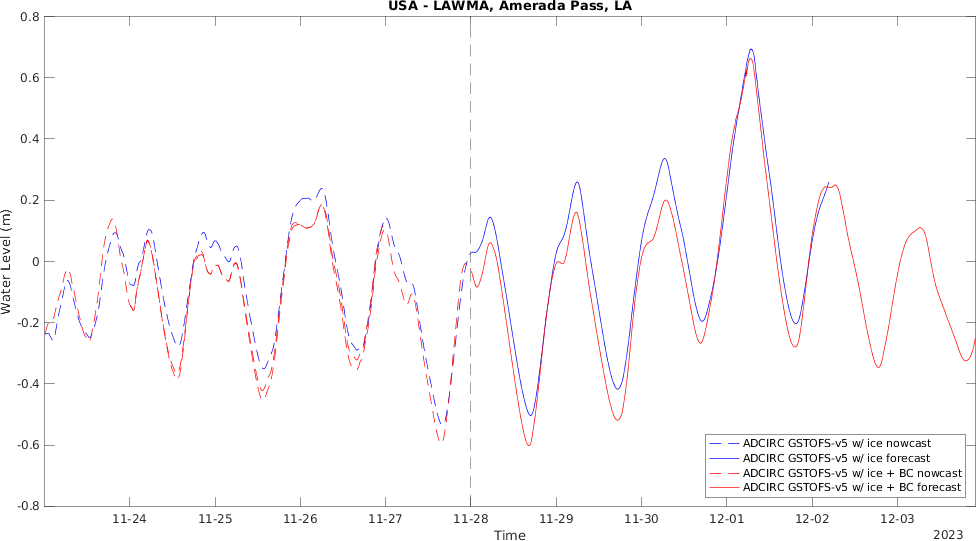 USA - LAWMA, Amerada Pass, LA
0.8
0.6
0.4
0.2
0
-0.2
-0.4
-0.6
-0.8
Water Level (m)
ADCIRC GSTOFS-v5 w/ ice nowcast
ADCIRC GSTOFS-v5 w/ ice forecast
ADCIRC GSTOFS-v5 w/ ice + BC nowcast
ADCIRC GSTOFS-v5 w/ ice + BC forecast
11-24 11-25 11-26 11-27 11-28 11-29 11-30 12-01 12-02 12-03
Time
2023